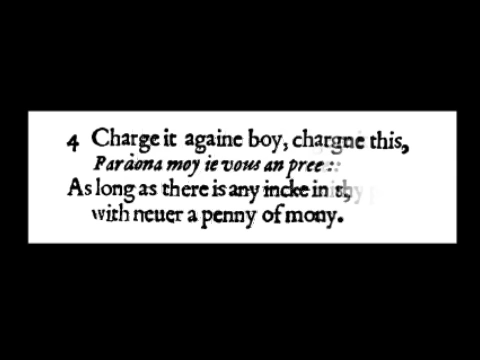 4 Charge it againe boy, this,
Pardona moy ie vous an pree ::
As long as there is any incke in
with neuer a penny of mony.